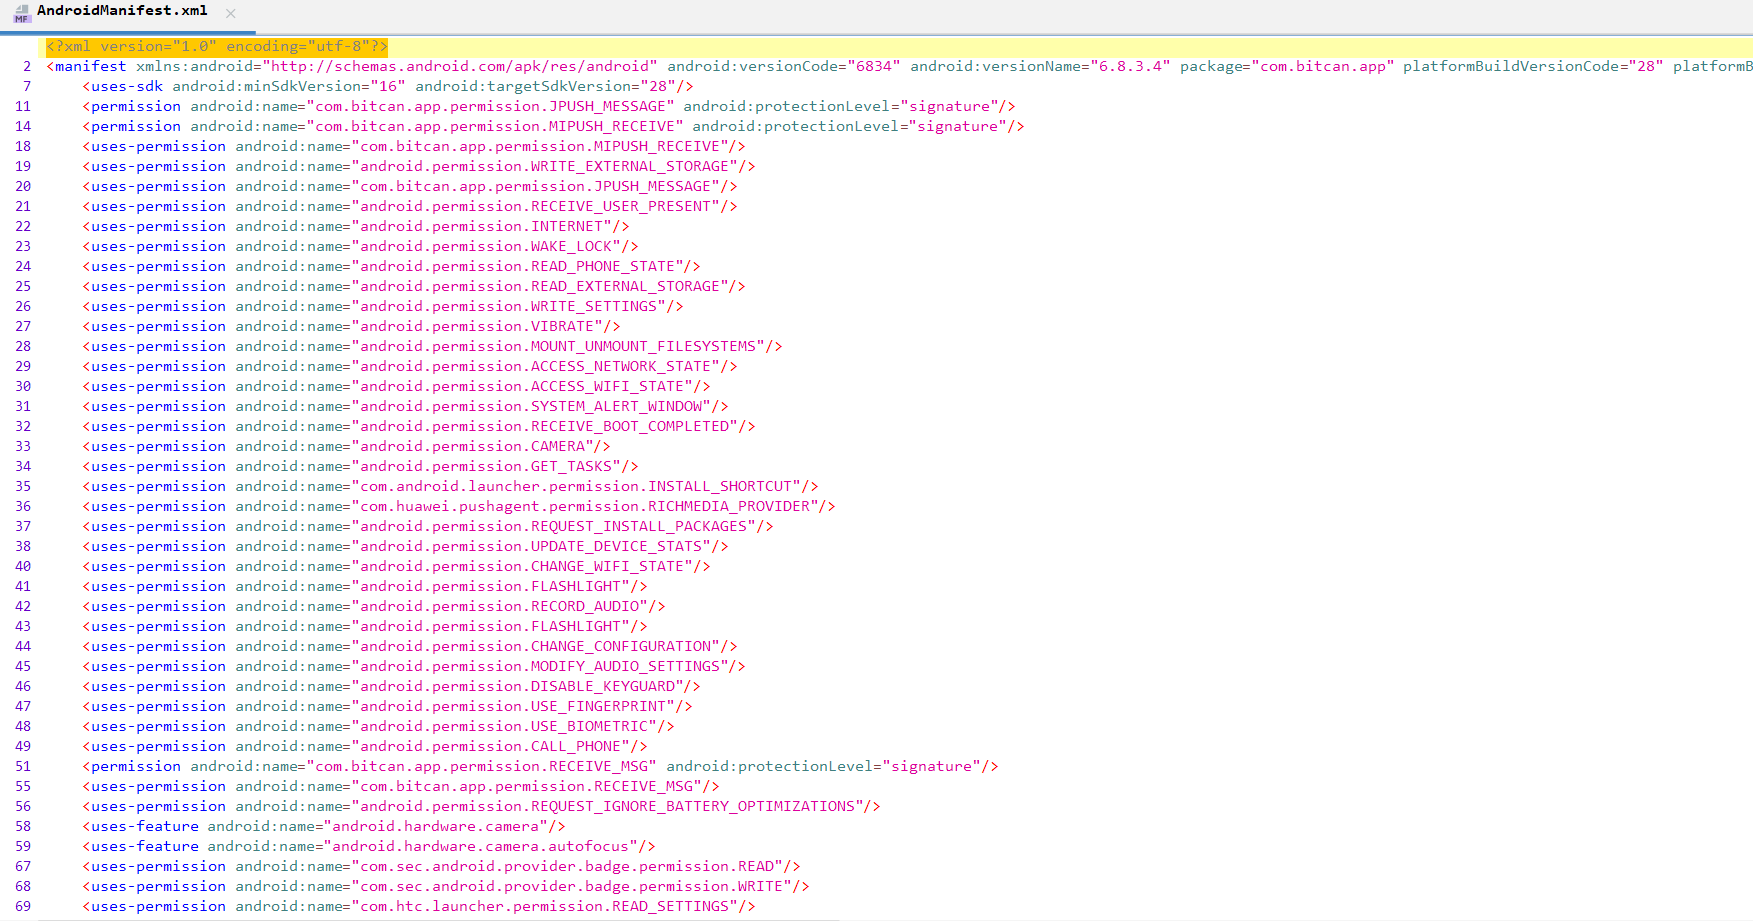 MF AndroidManifest.xml ×
<?xml version="1.0" encoding="utf-8"?>
2 <manifest xmlns:android="http://schemas.android.com/apk/res/android" android:versionCode="6834" android:versionName="6.8.3.4" package="com.bitcan.app" platformBuildVersionCode="28" platformB
7 <uses-sdk android:minSdkVersion="16" android:targetSdkVersion="28"/>
11 <permission android:name="com.bitcan.app.permission.JPUSH_MESSAGE" android:protectionLevel="signature"/>
14 <permission android:name="com.bitcan.app.permission.MIPUSH_RECEIVE" android:protectionLevel="signature"/>
18 <uses-permission android:name="com.bitcan.app.permission.MIPUSH_RECEIVE"/>
19 <uses-permission android:name="android.permission.WRITE_EXTERNAL_STORAGE"/>
20 <uses-permission android:name="com.bitcan.app.permission.JPUSH_MESSAGE"/>
21 <uses-permission android:name="android.permission.RECEIVE_USER_PRESENT"/>
22 <uses-permission android:name="android.permission.INTERNET"/>
23 <uses-permission android:name="android.permission.WAKE_LOCK"/>
24 <uses-permission android:name="android.permission.READ_PHONE_STATE"/>
25 <uses-permission android:name="android.permission.READ_EXTERNAL_STORAGE"/>
26 <uses-permission android:name="android.permission.WRITE_SETTINGS"/>
27 <uses-permission android:name="android.permission.VIBRATE"/>
28 <uses-permission android:name="android.permission.MOUNT_UNMOUNT_FILESYSTEMS"/>
29 <uses-permission android:name="android.permission.ACCESS_NETWORK_STATE"/>
30 <uses-permission android:name="android.permission.ACCESS_WIFI_STATE"/>
31 <uses-permission android:name="android.permission.SYSTEM_ALERT_WINDOW"/>
32 <uses-permission android:name="android.permission.RECEIVE_BOOT_COMPLETED"/>
33 <uses-permission android:name="android.permission.CAMERA"/>
34 <uses-permission android:name="android.permission.GET_TASKS"/>
35 <uses-permission android:name="com.android.launcher.permission.INSTALL_SHORTCUT"/>
36 <uses-permission android:name="com.huawei.pushagent.permission.RICHMEDIA_PROVIDER"/>
37 <uses-permission android:name="android.permission.REQUEST_INSTALL_PACKAGES"/>
38 <uses-permission android:name="android.permission.UPDATE_DEVICE_STATS"/>
40 <uses-permission android:name="android.permission.CHANGE_WIFI_STATE"/>
41 <uses-permission android:name="android.permission.FLASHLIGHT"/>
42 <uses-permission android:name="android.permission.RECORD_AUDIO"/>
43 <uses-permission android:name="android.permission.FLASHLIGHT"/>
44 <uses-permission android:name="android.permission.CHANGE_CONFIGURATION"/>
45 <uses-permission android:name="android.permission.MODIFY_AUDIO_SETTINGS"/>
46 <uses-permission android:name="android.permission.DISABLE_KEYGUARD"/>
47 <uses-permission android:name="android.permission.USE_FINGERPRINT"/>
48 <uses-permission android:name="android.permission.USE_BIOMETRIC"/>
49 <uses-permission android:name="android.permission.CALL_PHONE"/>
51 <permission android:name="com.bitcan.app.permission.RECEIVE_MSG" android:protectionLevel="signature"/>
55 <uses-permission android:name="com.bitcan.app.permission.RECEIVE_MSG"/>
56 <uses-permission android:name="android.permission.REQUEST_IGNORE_BATTERY_OPTIMIZATIONS"/>
58 <uses-feature android:name="android.hardware.camera"/>
59 <uses-feature android:name="android.hardware.camera.autofocus"/>
67 <uses-permission android:name="com.sec.android.provider.badge.permission.READ"/>
68 <uses-permission android:name="com.sec.android.provider.badge.permission.WRITE"/>
69 <uses-permission android:name="com.htc.launcher.permission.READ_SETTINGS"/>